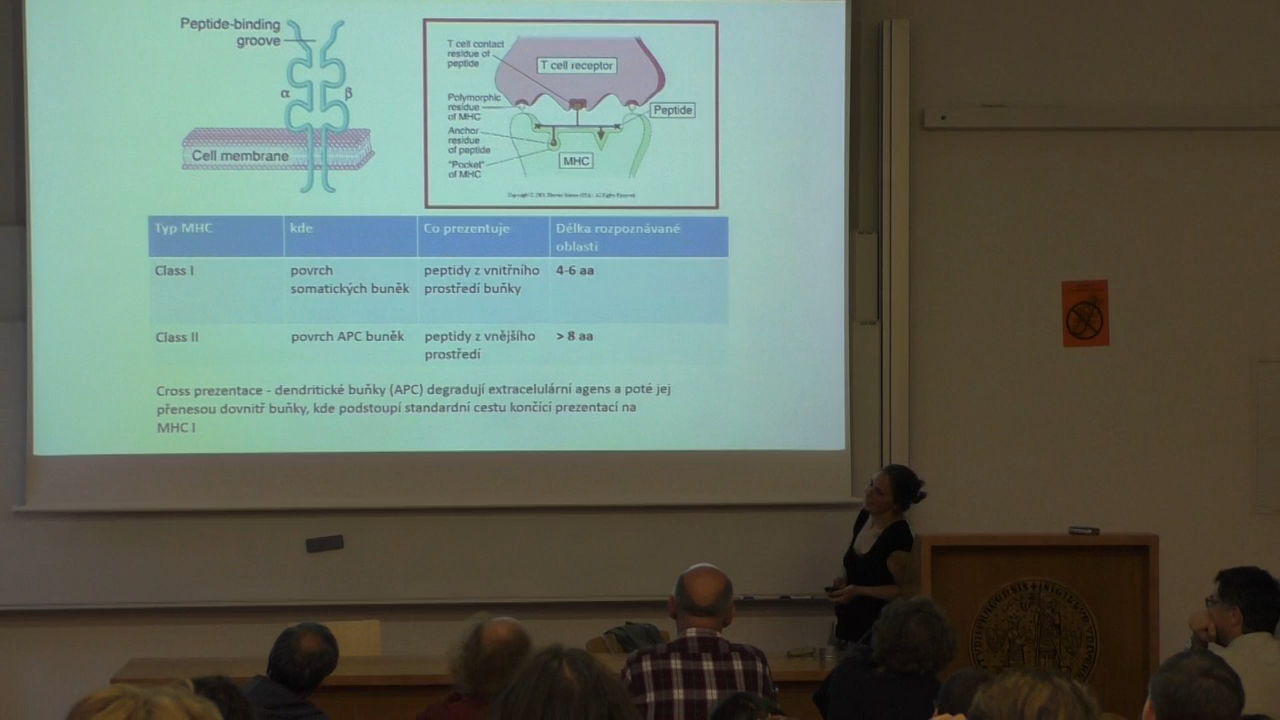 Peptide-binding
groove
α
β
Cell membrane
T cell contact
residue of
peptide
T cell receptor
Polymorphic
residue
of MHC
Peptide
Anchor
residue
of peptide
MHC
"Pocket"
of MHC
Typ MHC
kde
Co prezentuje
Délka rozpoznávané
oblasti
Class I
povrch
somatických buněk
peptidy z vnitřního
prostředí buňky
4-6 aa
Class II
povrch APC buněk
peptidy z vnějšího
prostředí
> 8 aa
Cross prezentace - dendritické buňky (APC) degradují extracelulární agens a poté jej
přenesou dovnitř buňky, kde podstoupí standardní cestu končící prezentací na
MHC I